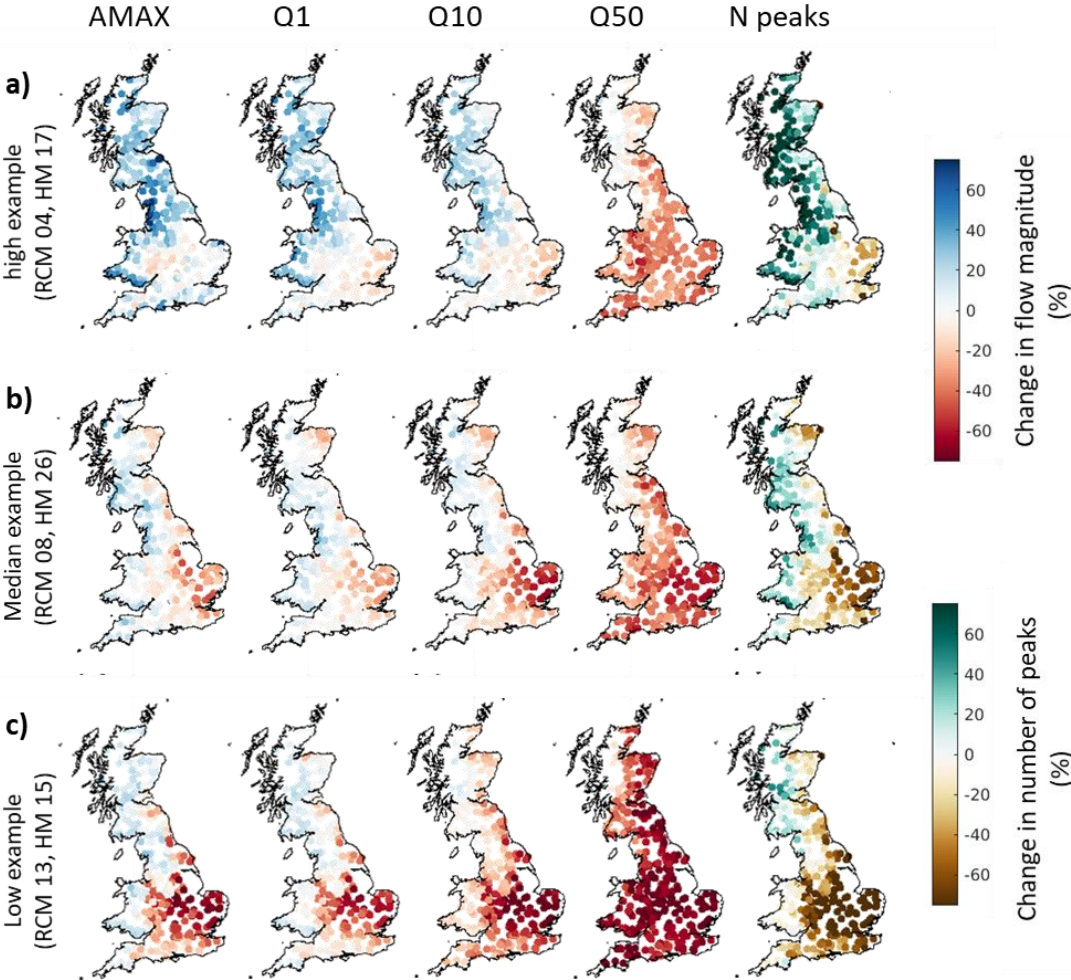 AMAX Q1 Q10 Q50 N peaks
a)
high example
(RCM 04, HM 17)
b)
Median example
(RCM 08, HM 26)
c)
Low example
(RCM 13, HM 15)
60
40
20
0
-20
-40
-60
Change in flow magnitude
(%)
60
40
20
0
-20
-40
-60
Change in number of peaks
(%)